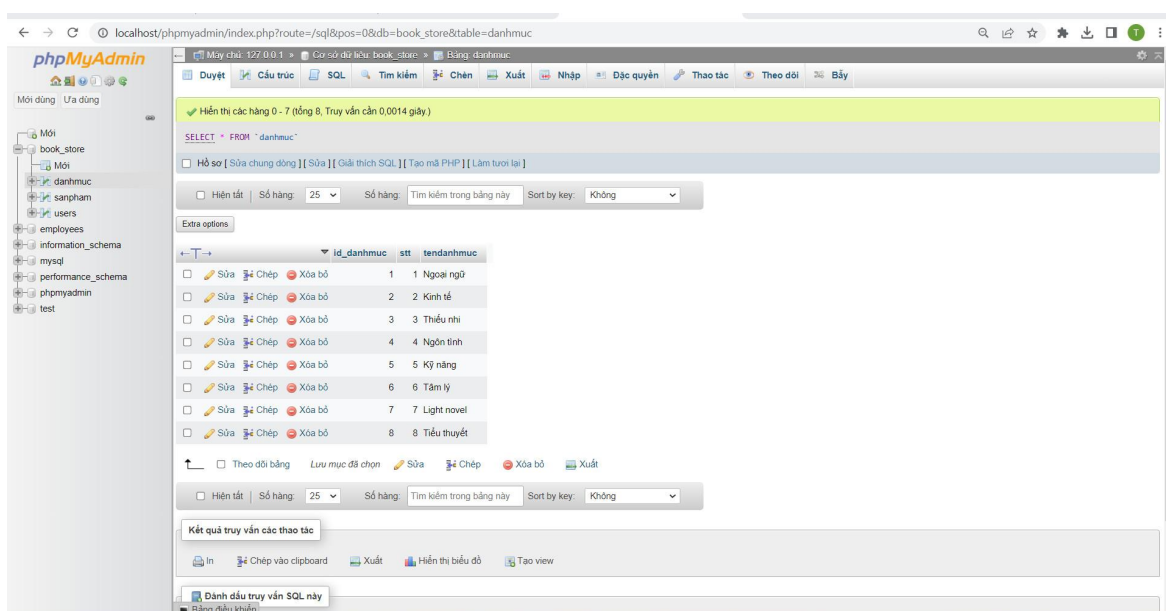 localhost/phpmyadmin/index.php?route=/sql&pos=0&db=book_store&table=danhmuc
T
phpMyAdmin
Mới dùng Ưa dùng
Mới
book_store
Mới
danhmuc
sanpham
users
employees
information_schema
mysql
performance_schema
phpmyadmin
test
Máy chủ: 127.0.0.1 » Cơ sở dữ liệu: book_store » Bảng: danhmuc
Duyệt Cấu trúc SQL Tìm kiếm Chèn Xuất Nhập Đặc quyền Thao tác Theo dõi Bẫy
Hiển thị các hàng 0 - 7 (tổng 8, Truy vấn cần 0,0014 giây.)
SELECT * FROM `danhmuc`
Hồ sơ [ Sửa chung dòng ] [ Sửa ] [ Giải thích SQL ] [ Tạo mã PHP ] [ Làm tươi lại ]
Hiện tất | Số hàng: 25 Số hàng: Tìm kiếm trong bảng này Sort by key: Không
Extra options
←T→ id_danhmuc stt tendanhmuc
Sửa Chép Xóa bỏ 1 1 Ngoại ngữ
Sửa Chép Xóa bỏ 2 2 Kinh tế
Sửa Chép Xóa bỏ 3 3 Thiếu nhi
Sửa Chép Xóa bỏ 4 4 Ngôn tình
Sửa Chép Xóa bỏ 5 5 Kỹ năng
Sửa Chép Xóa bỏ 6 6 Tâm lý
Sửa Chép Xóa bỏ 7 7 Light novel
Sửa Chép Xóa bỏ 8 8 Tiểu thuyết
Theo dõi bảng Lưu mục đã chọn Sửa Chép Xóa bỏ Xuất
Hiện tất | Số hàng: 25 Số hàng: Tìm kiếm trong bảng này Sort by key: Không
Kết quả truy vấn các thao tác
In Chép vào clipboard Xuất Hiển thị biểu đồ Tạo view
Đánh dấu truy vấn SQL này
Bảng điều khiển